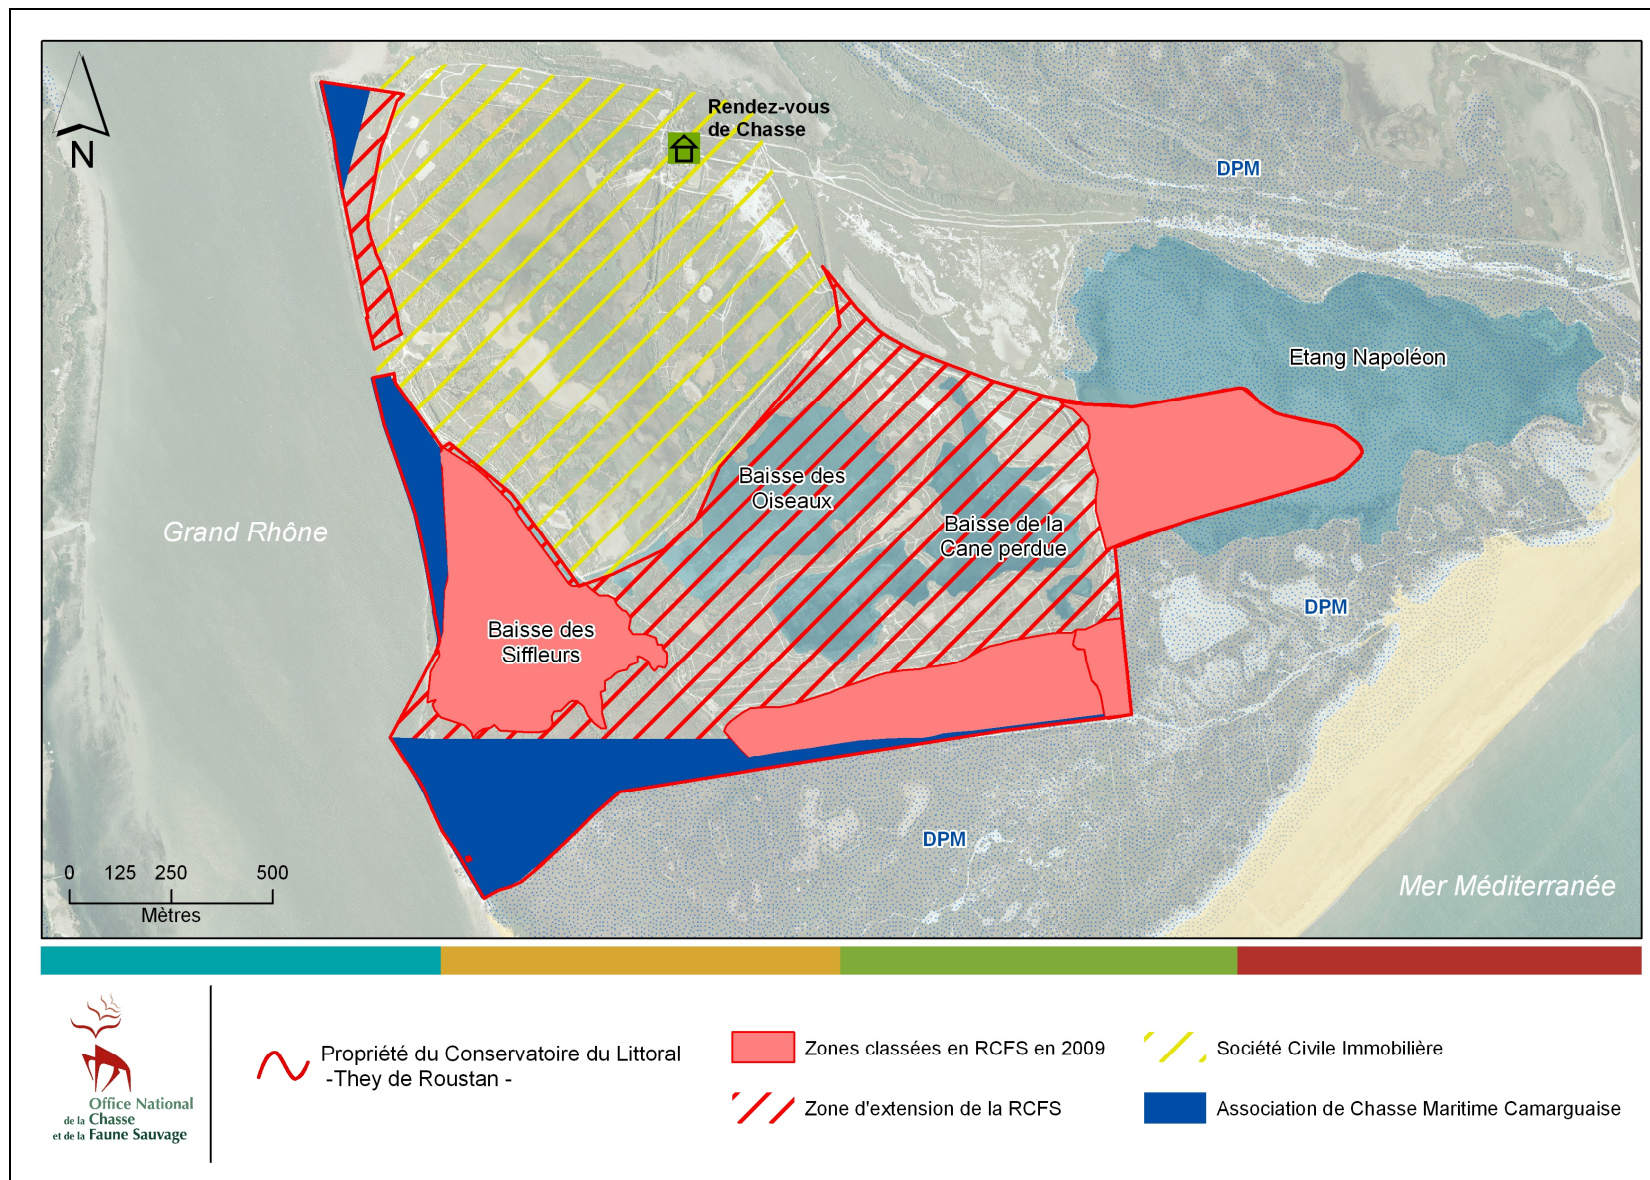 N
Rendez-vous
de Chasse
DPM
Etang Napoléon
Baisse des
Oiseaux
Baisse de la
Cane perdue
Grand Rhône
DPM
Baisse des
Siffleurs
DPM
Mer Méditerranée
0 125 250 500
Mètres
Office National
de la Chasse
et de la Faune Sauvage
Propriété du Conservatoire du Littoral
-They de Roustan -
Zones classées en RCFS en 2009
Zone d'extension de la RCFS
Société Civile Immobilière
Association de Chasse Maritime Camarguaise